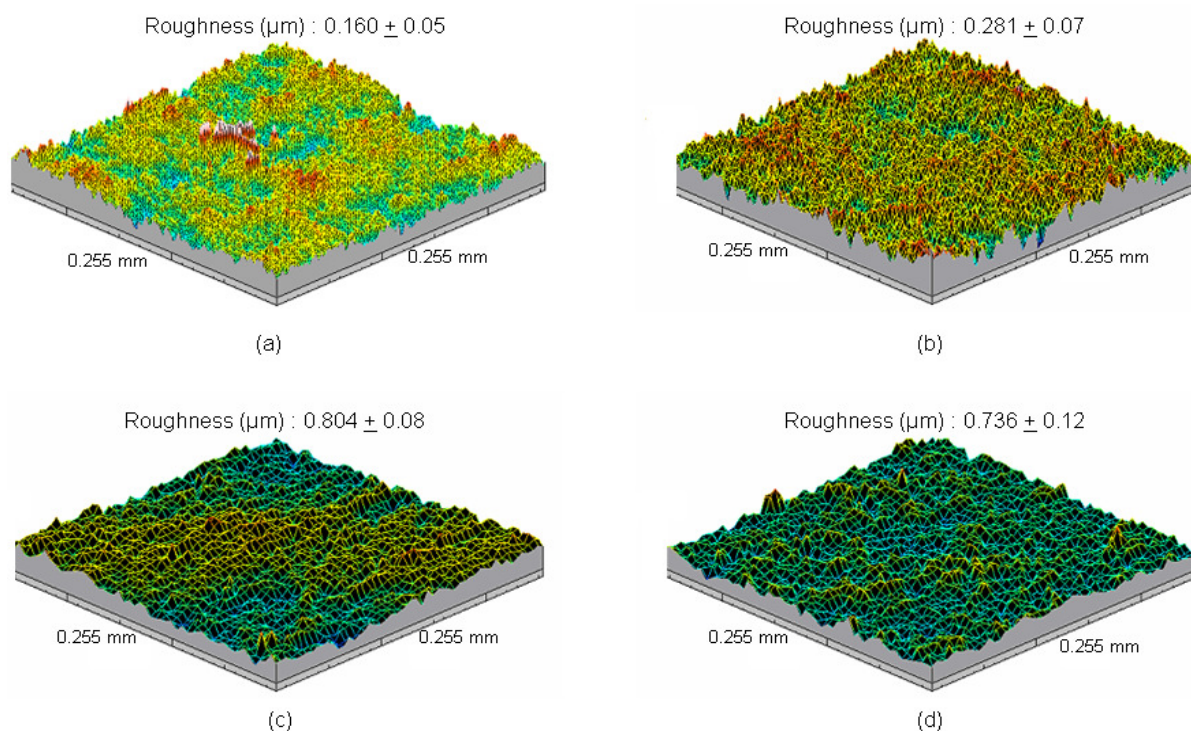 Roughness (µm) : 0.160 ± 0.05
0.255 mm
0.255 mm
(a)
Roughness (µm) : 0.281 ± 0.07
0.255 mm
0.255 mm
(b)
Roughness (µm) : 0.804 ± 0.08
0.255 mm
0.255 mm
(c)
Roughness (µm) : 0.736 ± 0.12
0.255 mm
0.255 mm
(d)